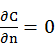 ∂C/∂n = 0